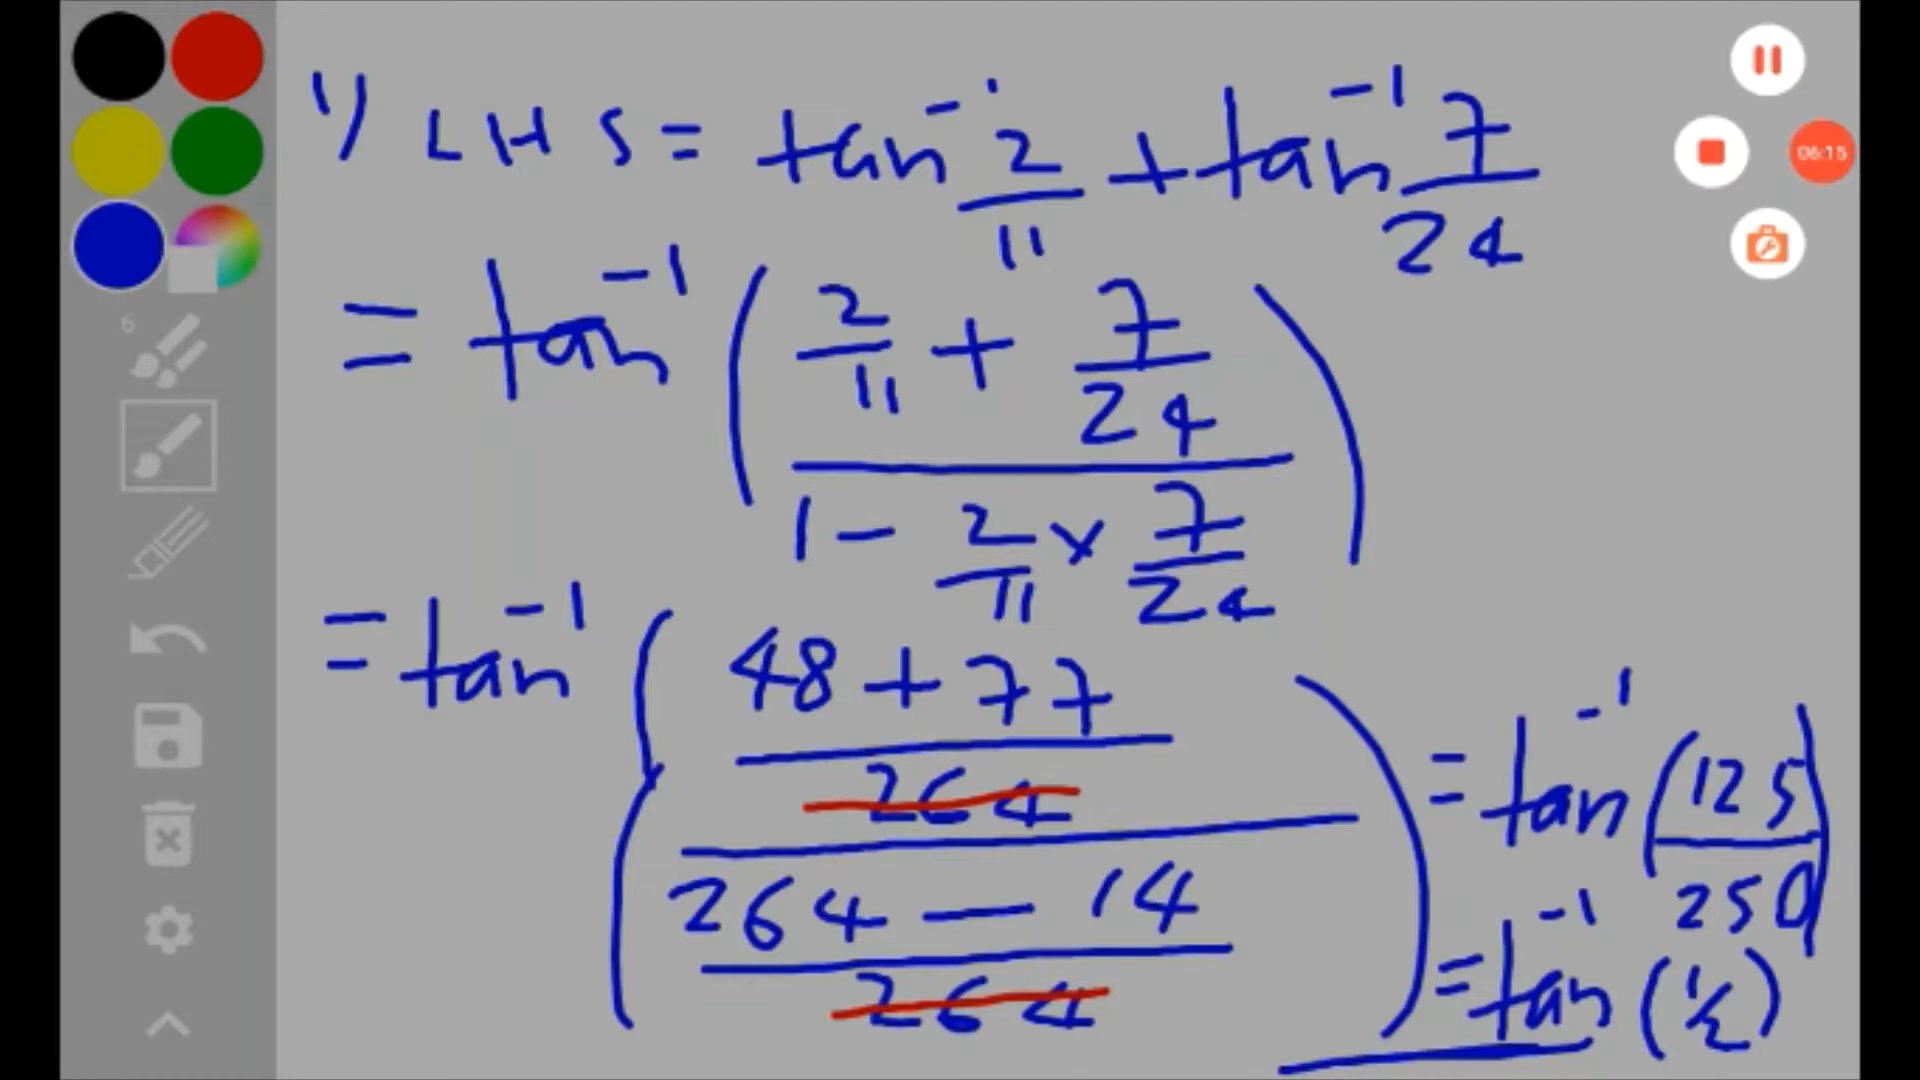 1) LHS = tan⁻¹ 2/11 + tan⁻¹ 7/24
= tan⁻¹ ( (2/11 + 7/24) / (1 - 2/11 × 7/24) )
= tan⁻¹ ( ((48 + 77)/264) / ((264 - 14)/264) )
= tan⁻¹ (125/250)
= tan⁻¹ (1/2)
06:15
6